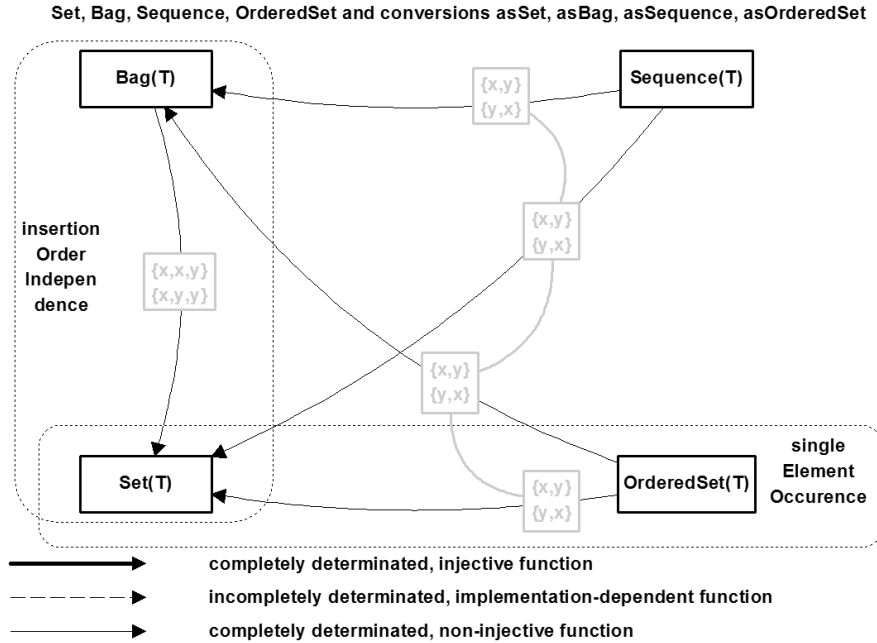 Set, Bag, Sequence, OrderedSet and conversions asSet, asBag, asSequence, asOrderedSet
Bag(T)
{x,y}
{y,x}
Sequence(T)
insertion
Order
Indepen
dence
{x,x,y}
{x,y,y}
{x,y}
{y,x}
{x,y}
{y,x}
Set(T)
{x,y}
{y,x}
OrderedSet(T)
single
Element
Occurence
completely determinated, injective function
incompletely determinated, implementation-dependent function
completely determinated, non-injective function